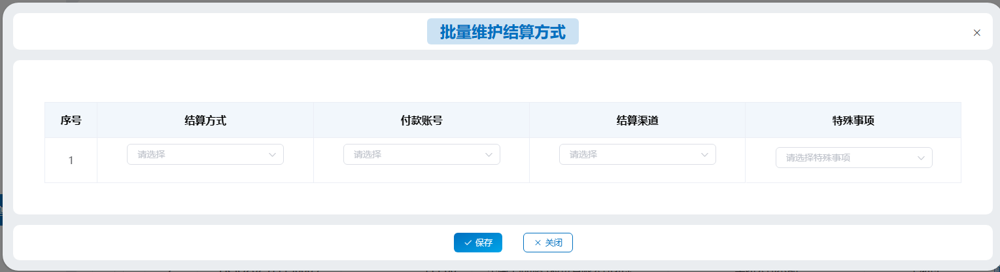 批量维护结算方式
序号 结算方式 付款账号 结算渠道 特殊事项
1 请选择 请选择 请选择 请选择特殊事项
保存 关闭